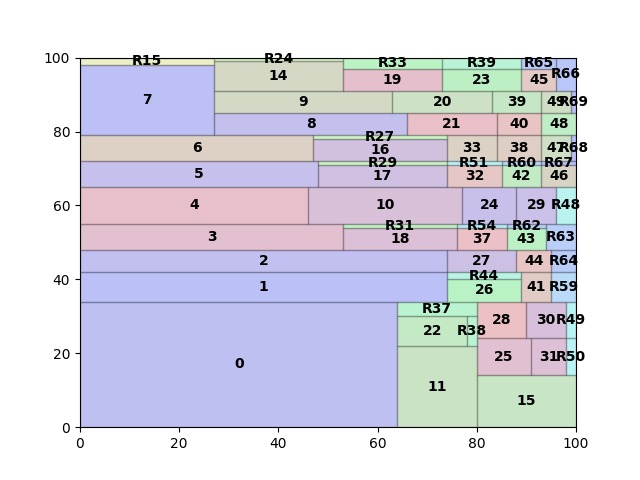 100 R15 R24 R33 R39 R65
R66
14 19 23 45
7
9 20 39 49 R69
80 8 21 40 48
R27
6 16 33 38 47 R68
R29 R51 R60 R67
5 17 32 42 46
60
4 10 24 29 R48
R31 R54 R62
3 18 37 43 R63
2 27 44 R64
40
R44
1 26 41 R59
R37
22 R38 28 30 R49
20
0 25 31 R50
11
15
0
0 20 40 60 80 100